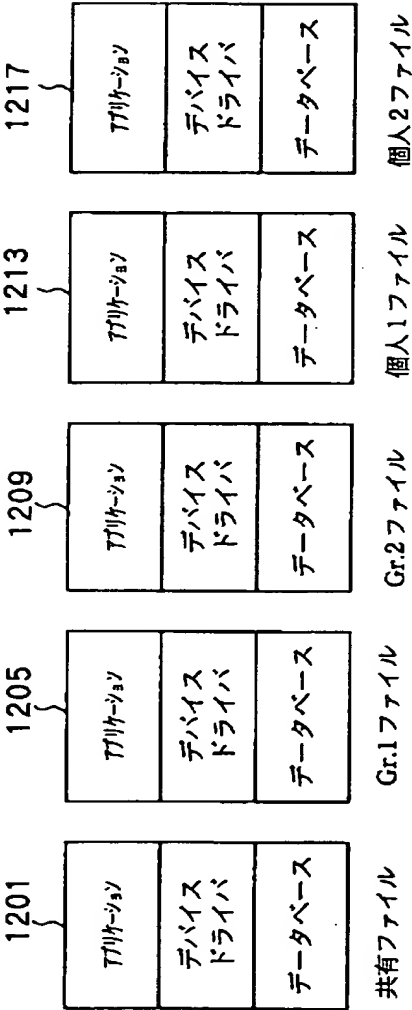 1201
アプリケーション
デバイス
ドライバ
データベース
共有ファイル
1205
アプリケーション
デバイス
ドライバ
データベース
Gr.1ファイル
1209
アプリケーション
デバイス
ドライバ
データベース
Gr.2ファイル
1213
アプリケーション
デバイス
ドライバ
データベース
個人1ファイル
1217
アプリケーション
デバイス
ドライバ
データベース
個人2ファイル